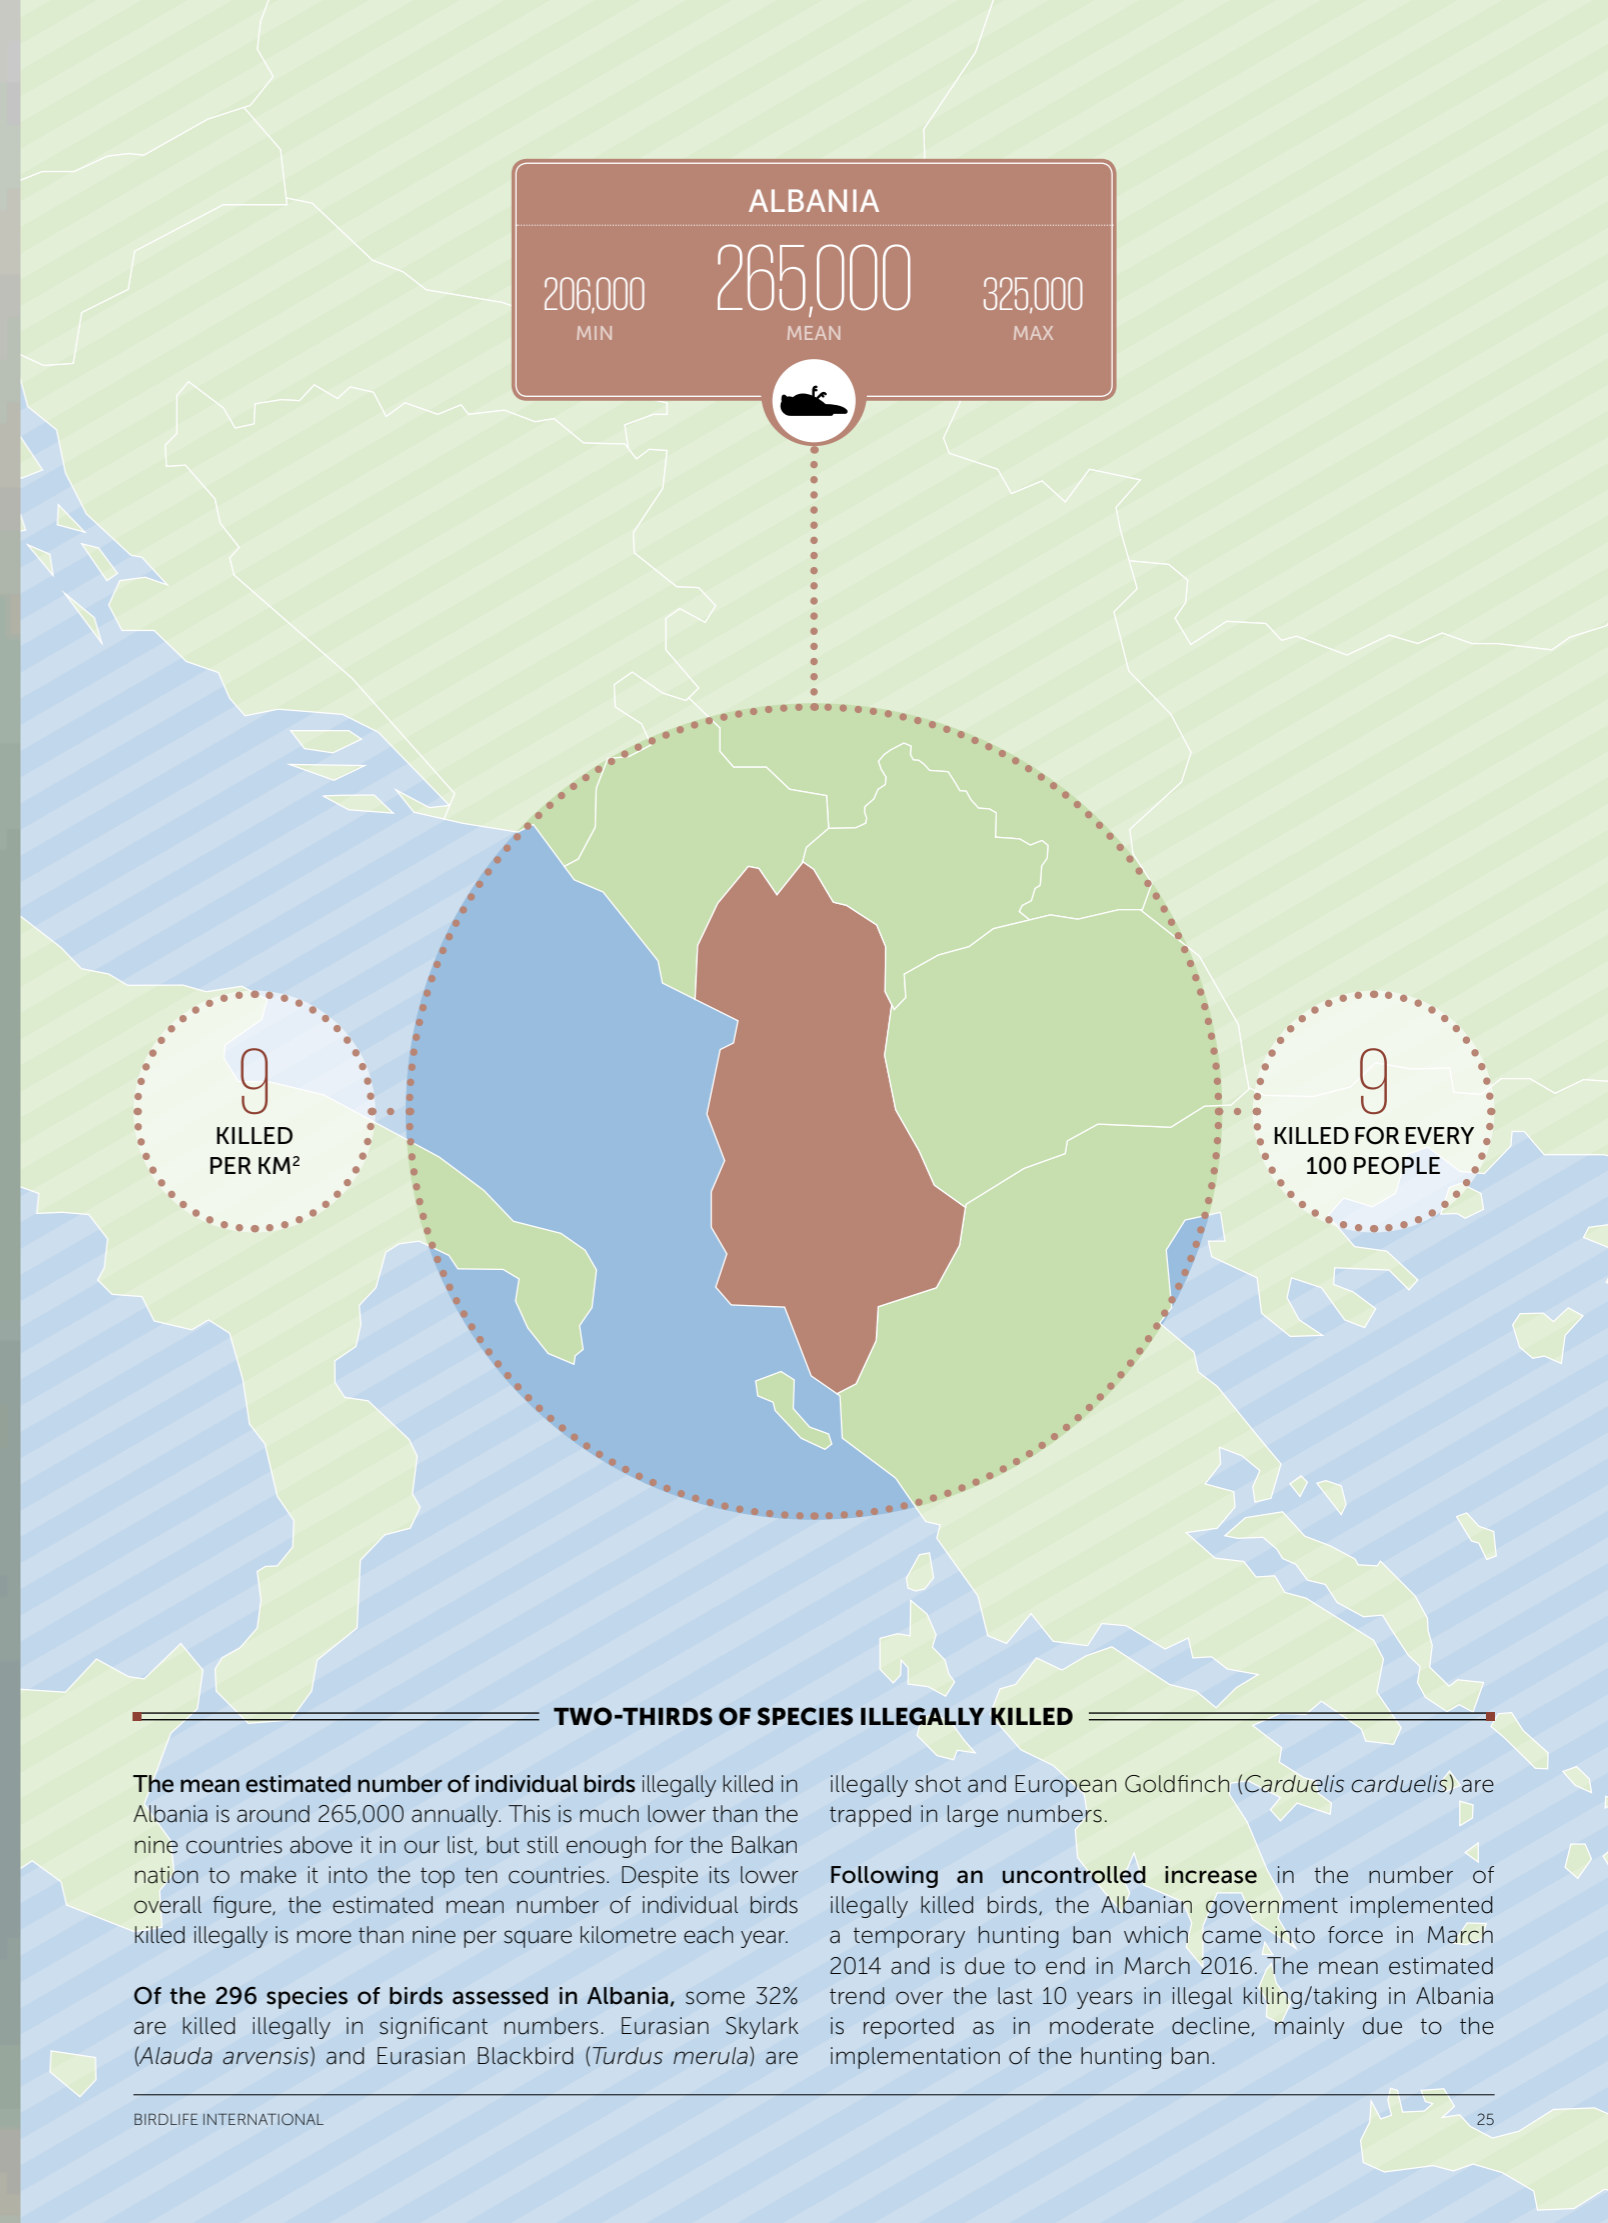 ALBANIA
206,000
MIN
265,000
MEAN
325,000
MAX
9
KILLED
PER KM²
9
KILLED FOR EVERY
100 PEOPLE
TWO-THIRDS OF SPECIES ILLEGALLY KILLED
The mean estimated number of individual birds illegally killed in
Albania is around 265,000 annually. This is much lower than the
nine countries above it in our list, but still enough for the Balkan
nation to make it into the top ten countries. Despite its lower
overall figure, the estimated mean number of individual birds
killed illegally is more than nine per square kilometre each year.
Of the 296 species of birds assessed in Albania, some 32%
are killed illegally in significant numbers. Eurasian Skylark
(Alauda arvensis) and Eurasian Blackbird (Turdus merula) are
illegally shot and European Goldfinch (Carduelis carduelis) are
trapped in large numbers.
Following an uncontrolled increase in the number of
illegally killed birds, the Albanian government implemented
a temporary hunting ban which came into force in March
2014 and is due to end in March 2016. The mean estimated
trend over the last 10 years in illegal killing/taking in Albania
is reported as in moderate decline, mainly due to the
implementation of the hunting ban.
BIRDLIFE INTERNATIONAL
25